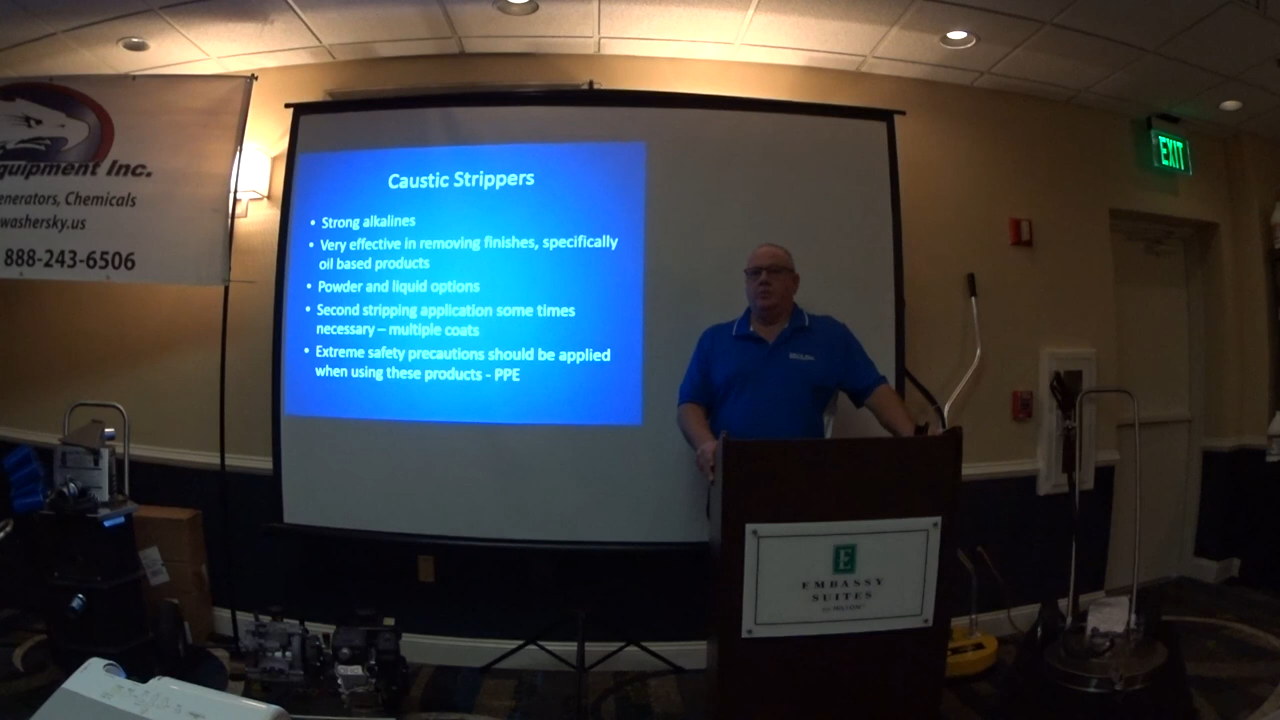 quipment Inc.
enerators, Chemicals
washersky.us
888-243-6506
Caustic Strippers
• Strong alkalines
• Very effective in removing finishes, specifically
oil based products
• Powder and liquid options
• Second stripping application some times
necessary – multiple coats
• Extreme safety precautions should be applied
when using these products - PPE
EXIT
E
EMBASSY
SUITES